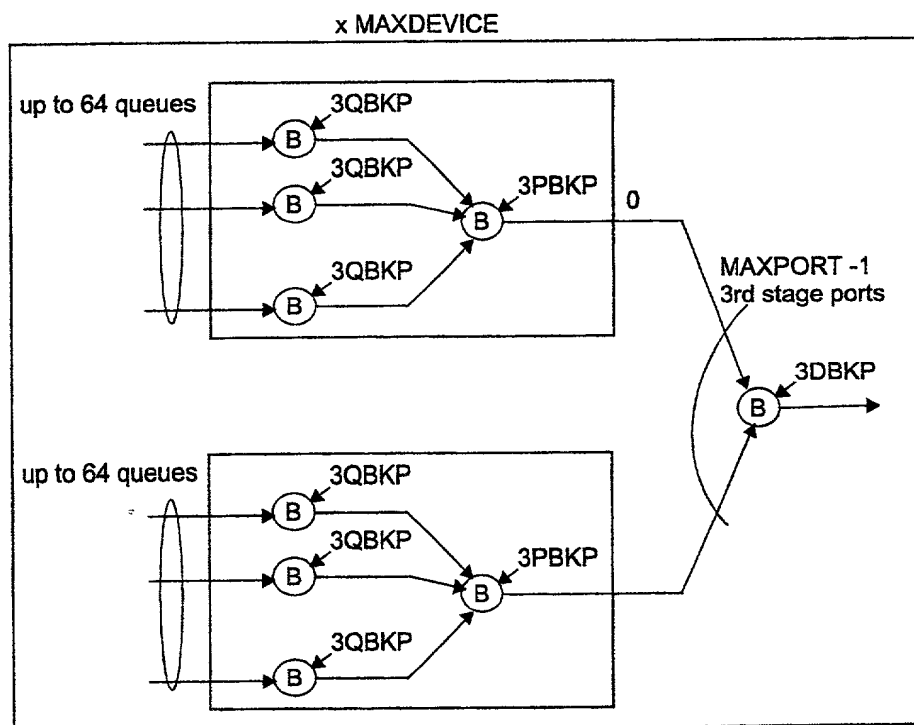 x MAXDEVICE
up to 64 queues
B
3QBKP
B
3QBKP
B
3QBKP
B
3PBKP
0
MAXPORT -1
3rd stage ports
B
3DBKP
up to 64 queues
B
3QBKP
B
3QBKP
B
3QBKP
B
3PBKP